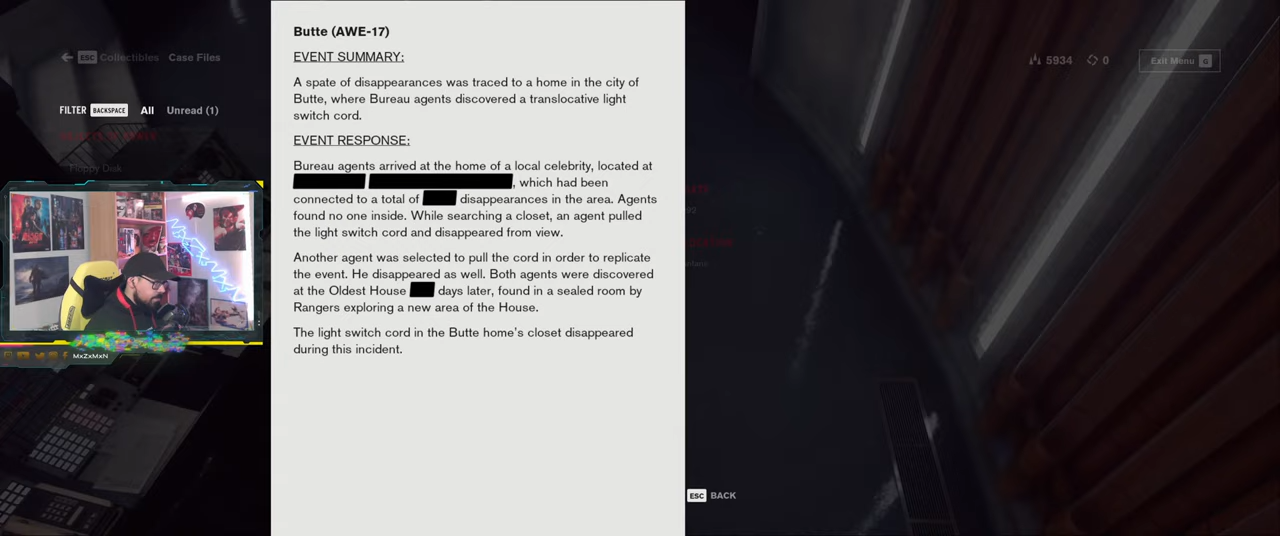 Butte (AWE-17)
EVENT SUMMARY:
A spate of disappearances was traced to a home in the city of
Butte, where Bureau agents discovered a translocative light
switch cord.
EVENT RESPONSE:
Bureau agents arrived at the home of a local celebrity, located at
, which had been
connected to a total of disappearances in the area. Agents
found no one inside. While searching a closet, an agent pulled
the light switch cord and disappeared from view.
Another agent was selected to pull the cord in order to replicate
the event. He disappeared as well. Both agents were discovered
at the Oldest House days later, found in a sealed room by
Rangers exploring a new area of the House.
The light switch cord in the Butte home's closet disappeared
during this incident.
ESC Collectibles Case Files
FILTER BACKSPACE All Unread (1)
Floppy Disk
MxZxMxN
5934 0 Exit Menu G
ESC BACK